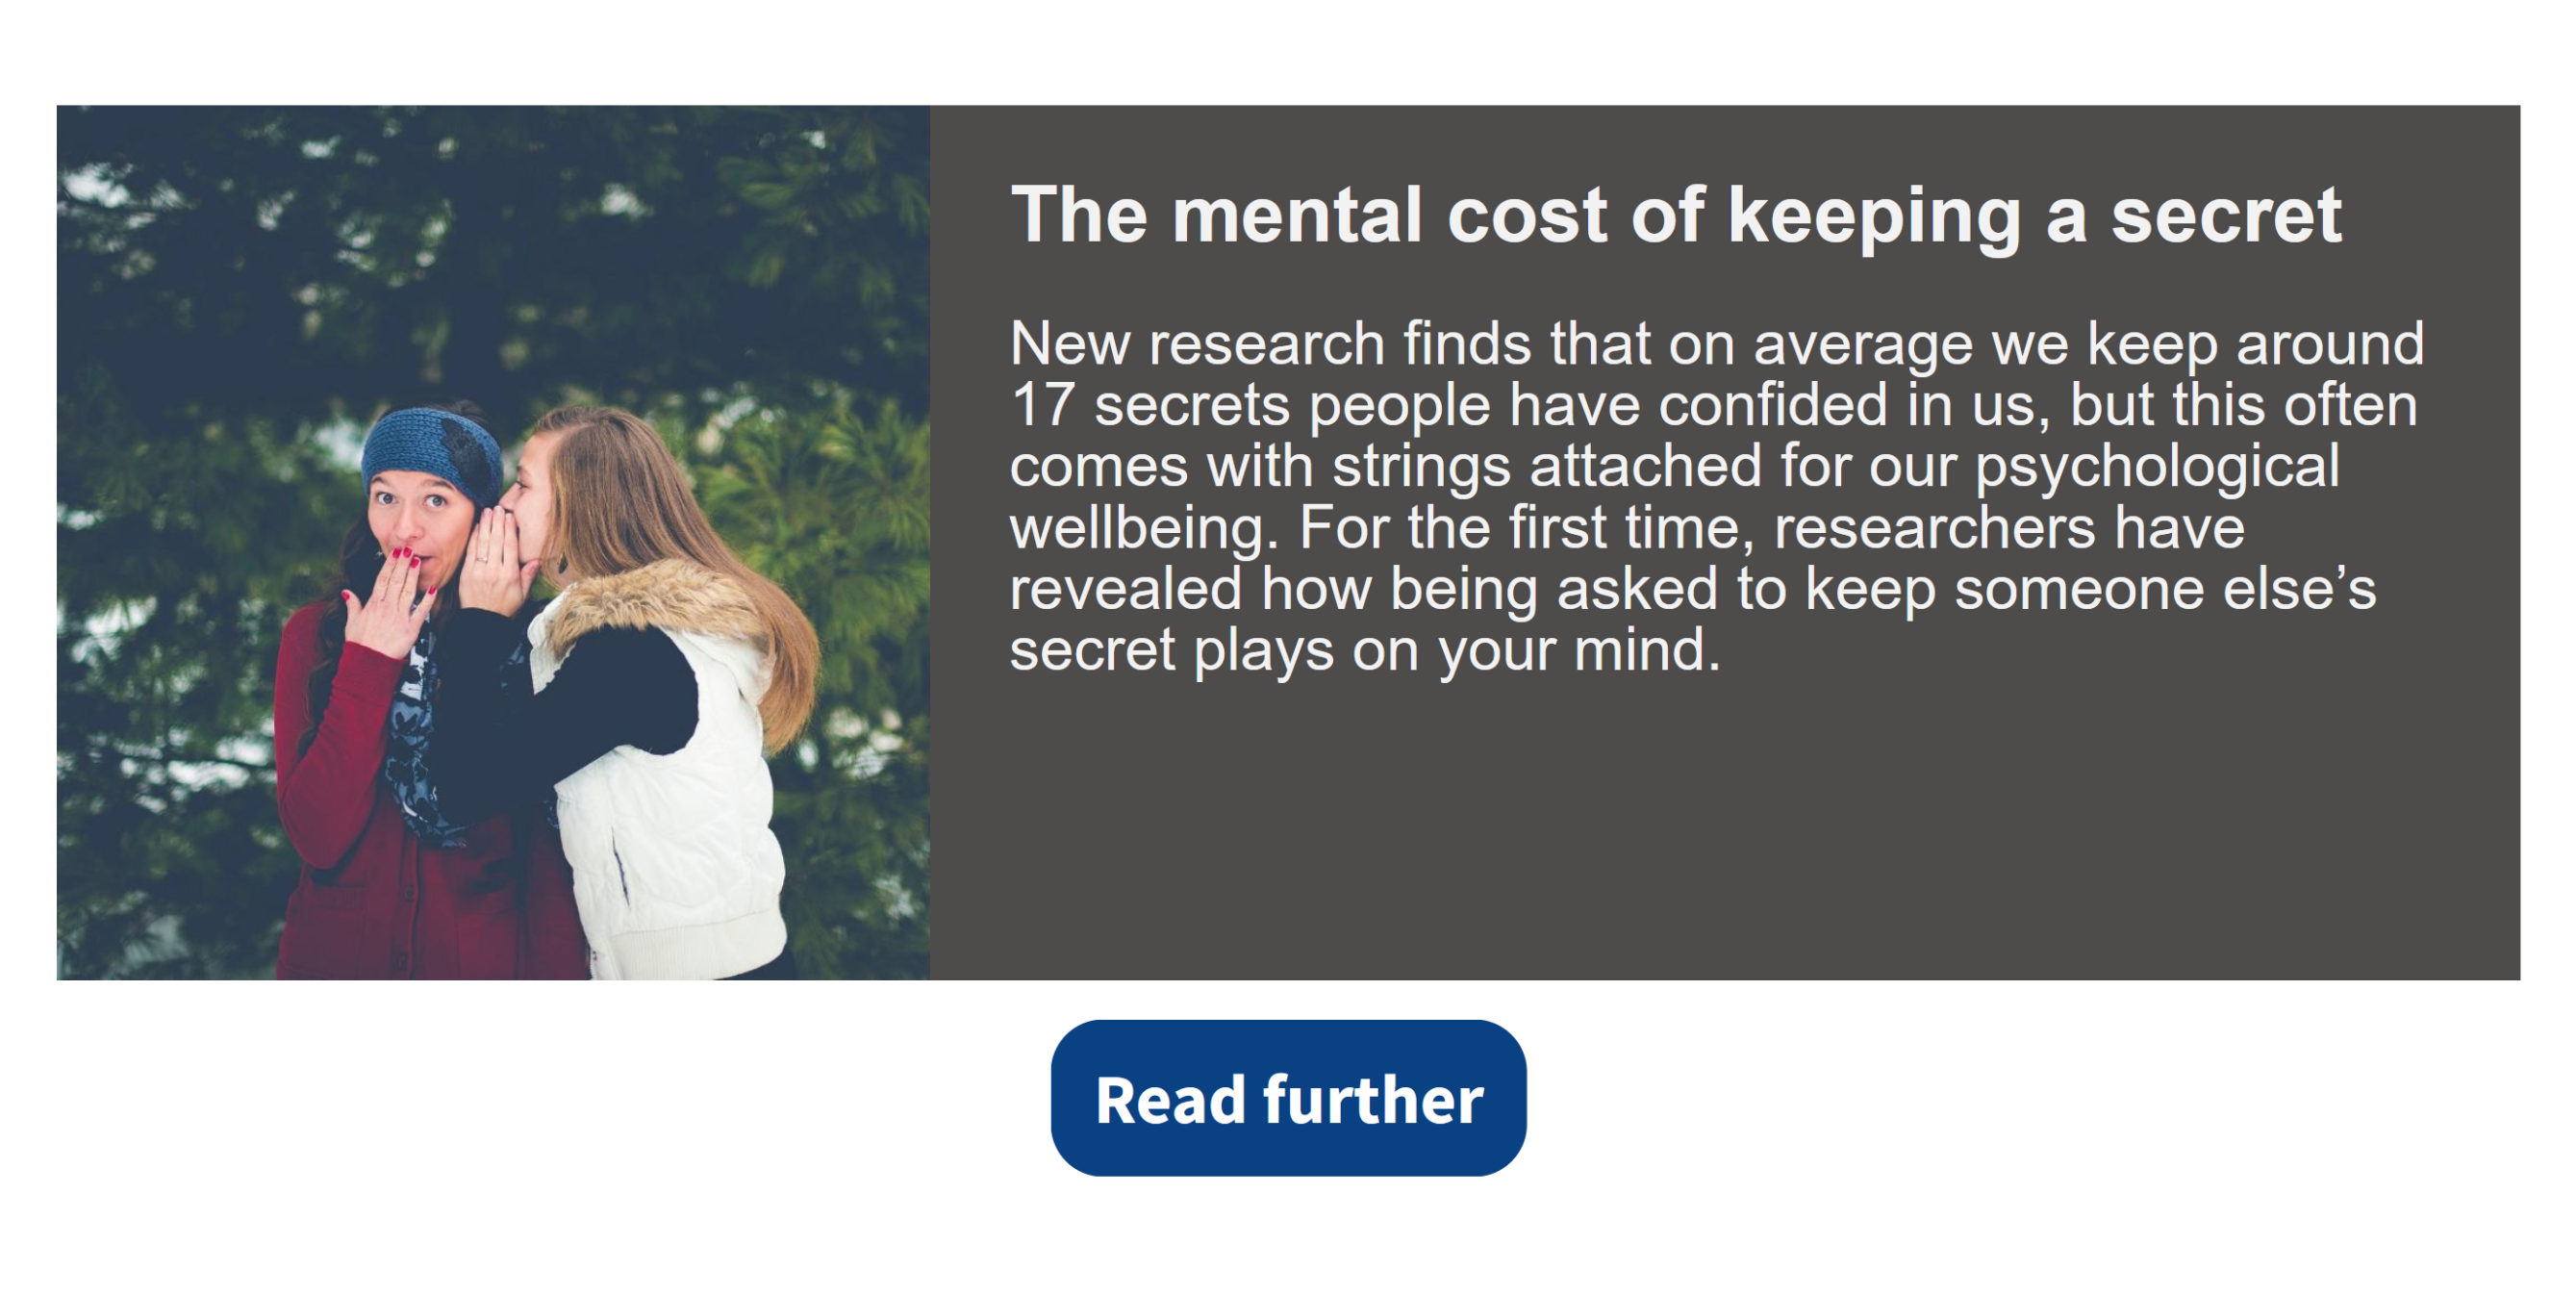 The mental cost of keeping a secret
New research finds that on average we keep around
17 secrets people have confided in us, but this often
comes with strings attached for our psychological
wellbeing. For the first time, researchers have
revealed how being asked to keep someone else’s
secret plays on your mind.
Read further